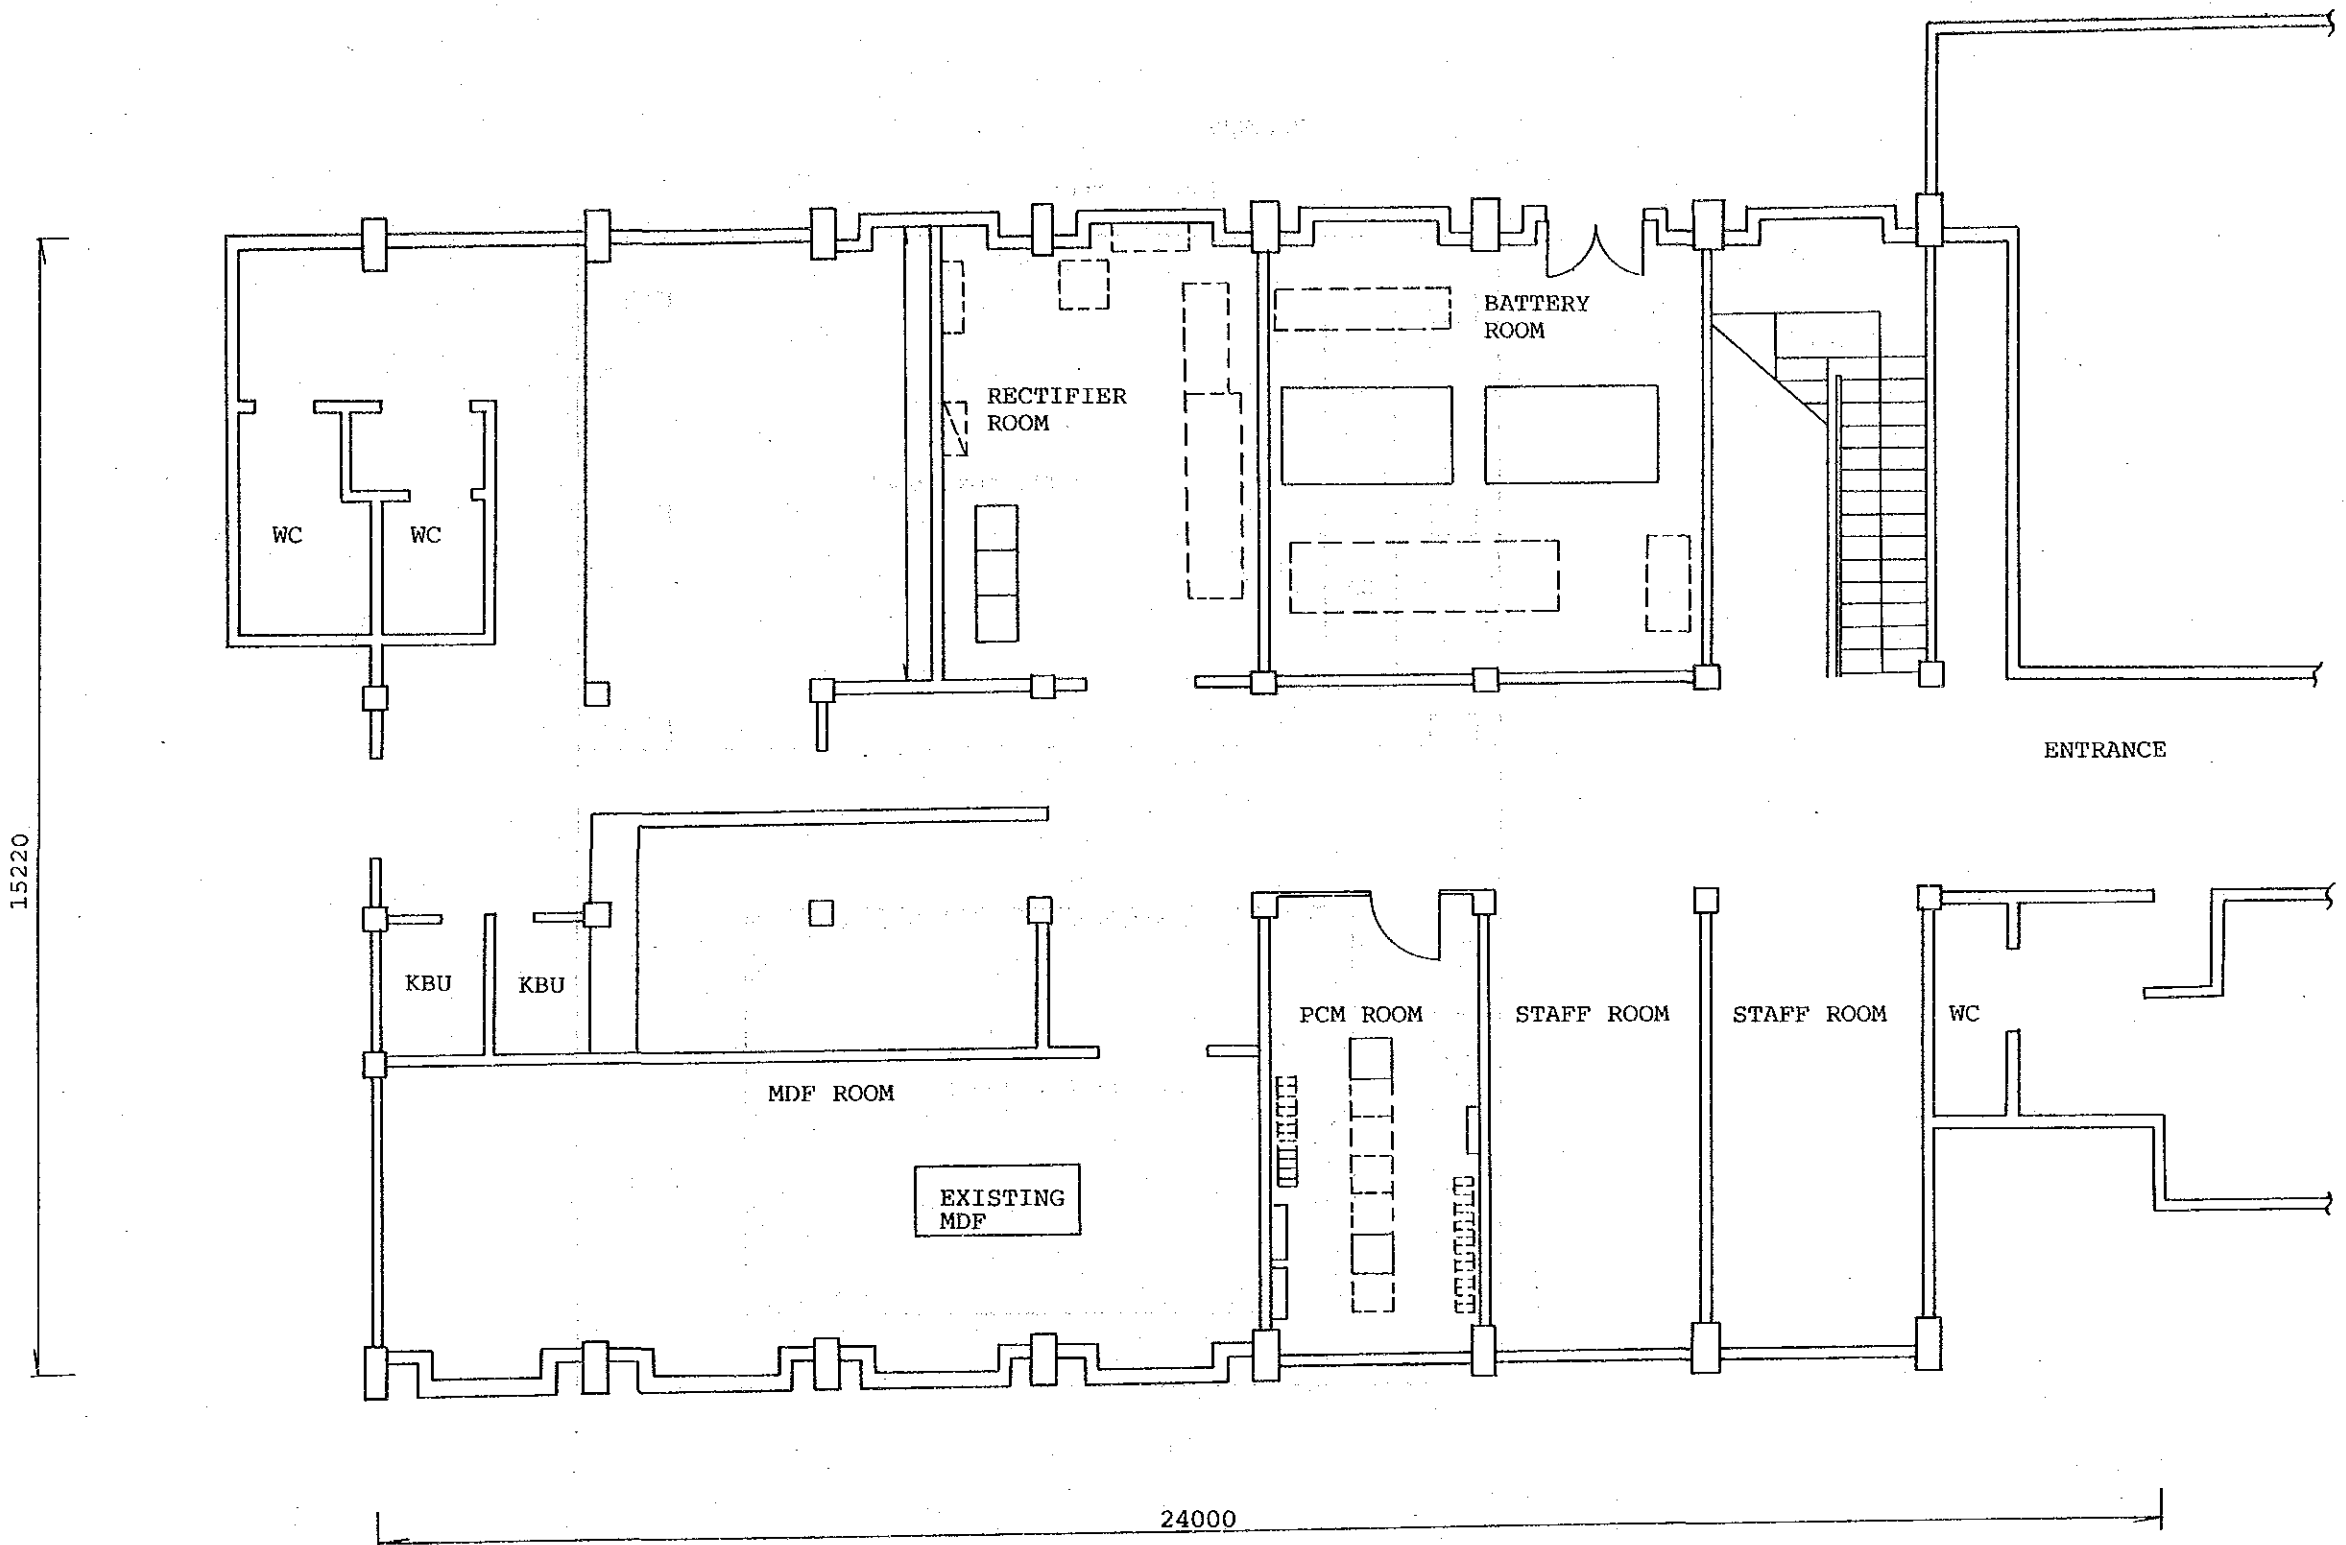 BATTERY
ROOM
RECTIFIER
ROOM
WC
WC
ENTRANCE
15220
KBU
KBU
PCM ROOM
STAFF ROOM
STAFF ROOM
WC
MDF ROOM
EXISTING
MDF
24000